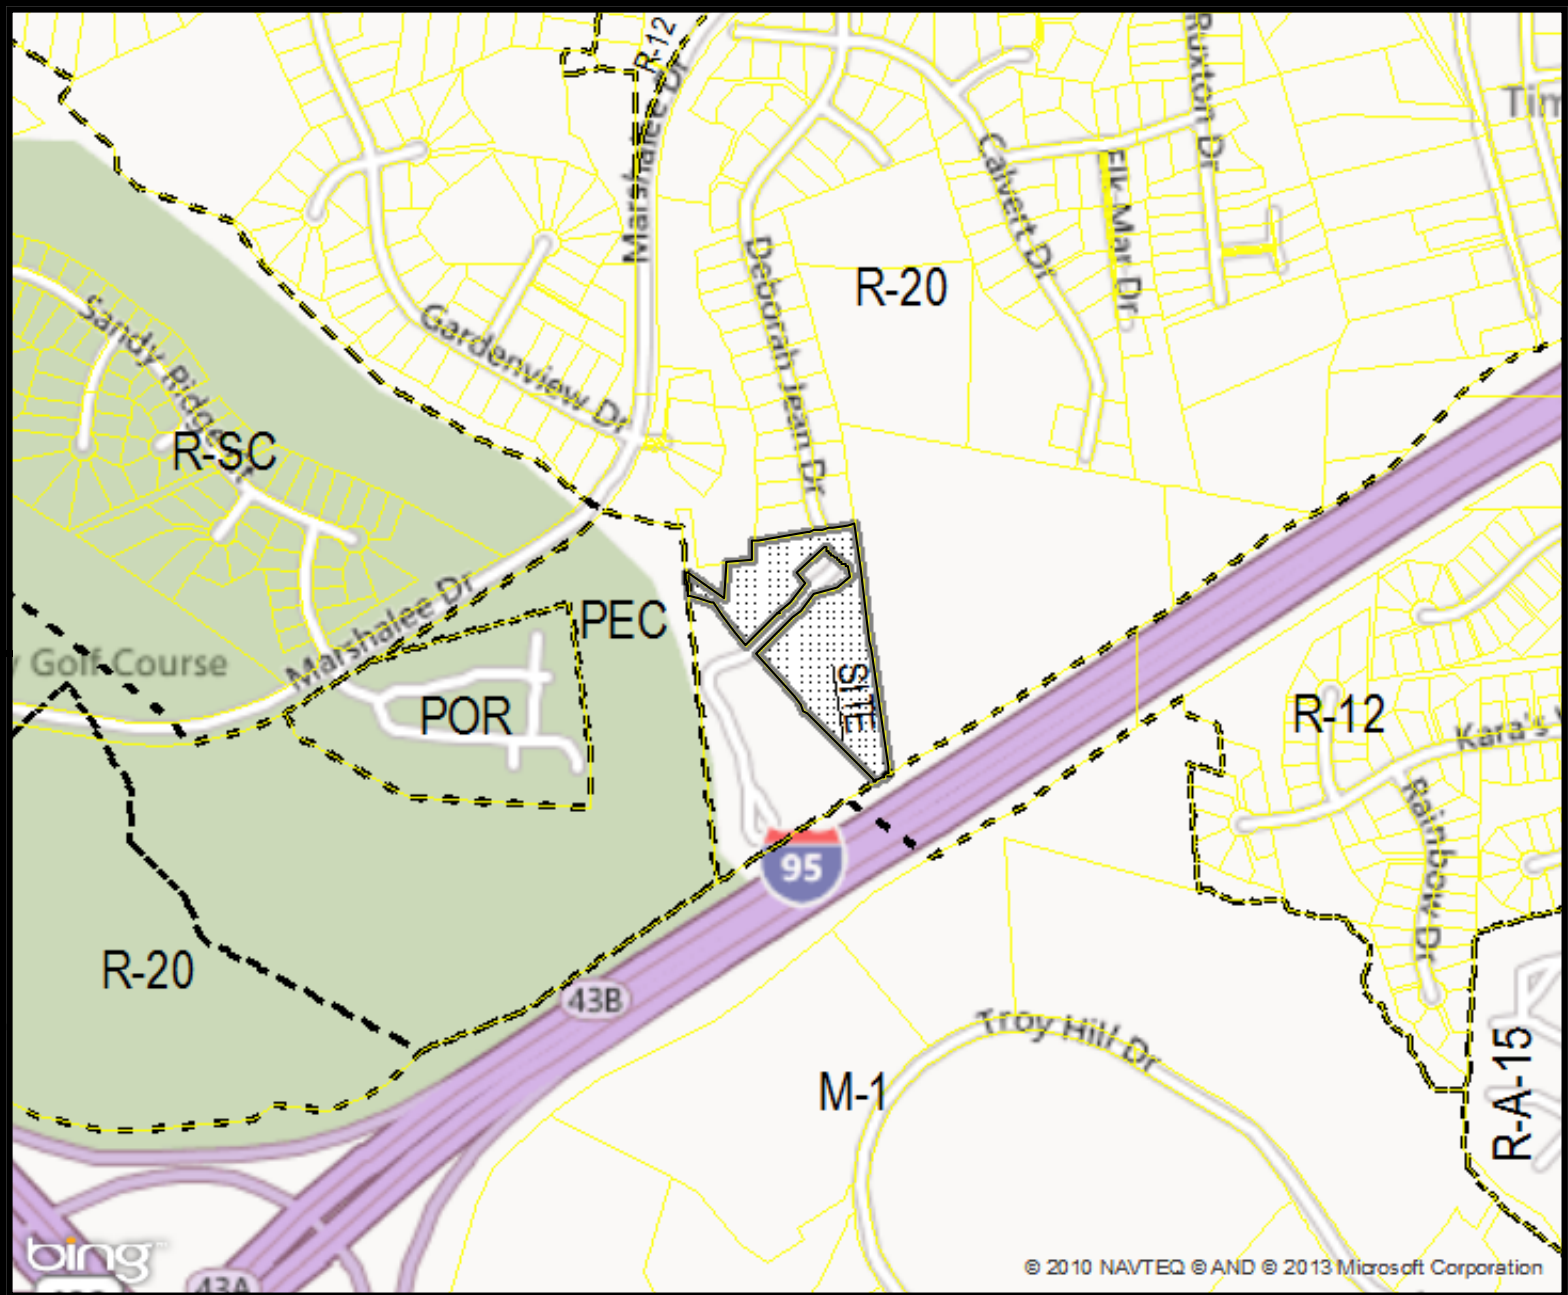 R-12
Marshalee Dr
Ruxton Dr
Tim
Calvert Dr
Elk Mar Dr
Deborah Jean Dr
R-20
Sandy Ridge
Gardenview Dr
R-SC
Marshalee Dr
PEC
y Golf Course
POR
SITE
R-12
Kara's
Rainbow Dr
95
R-20
43B
Troy Hill Dr
M-1
R-A-15
bing
43A
© 2010 NAVTEQ © AND © 2013 Microsoft Corporation